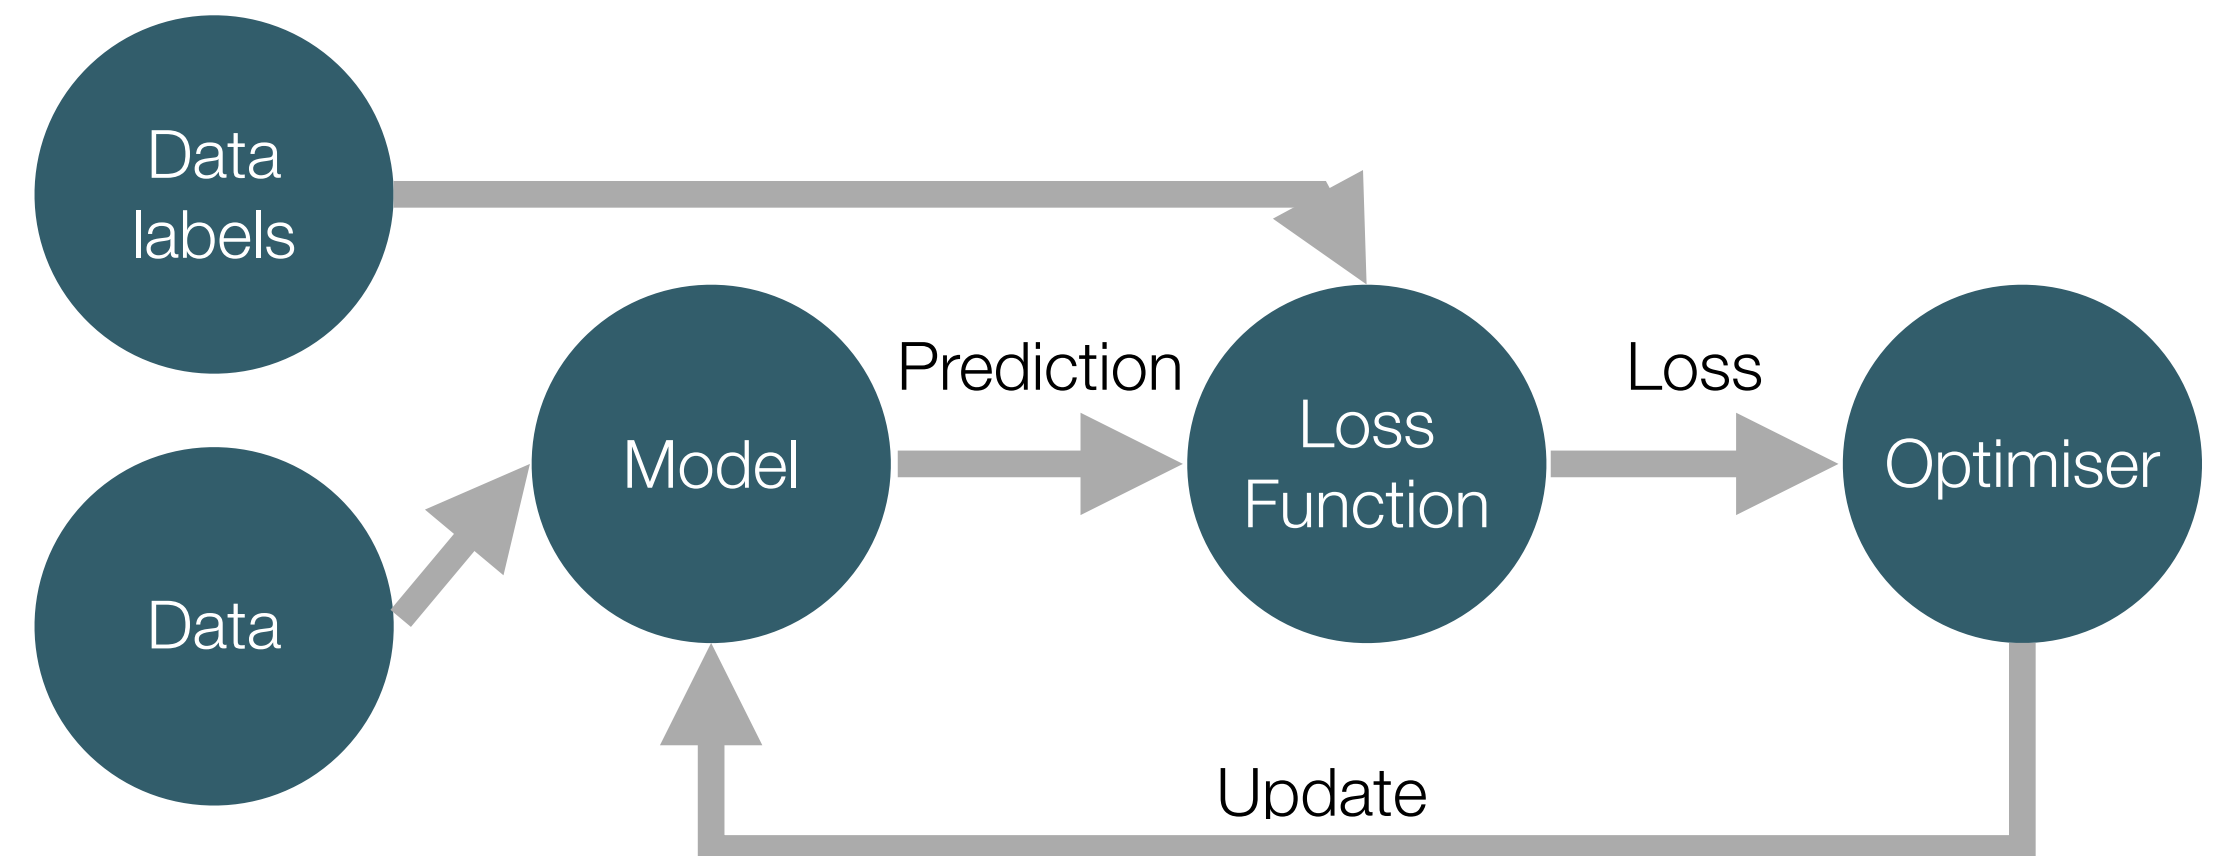 Data
labels
Data
Model
Prediction
Loss
Function
Loss
Optimiser
Update